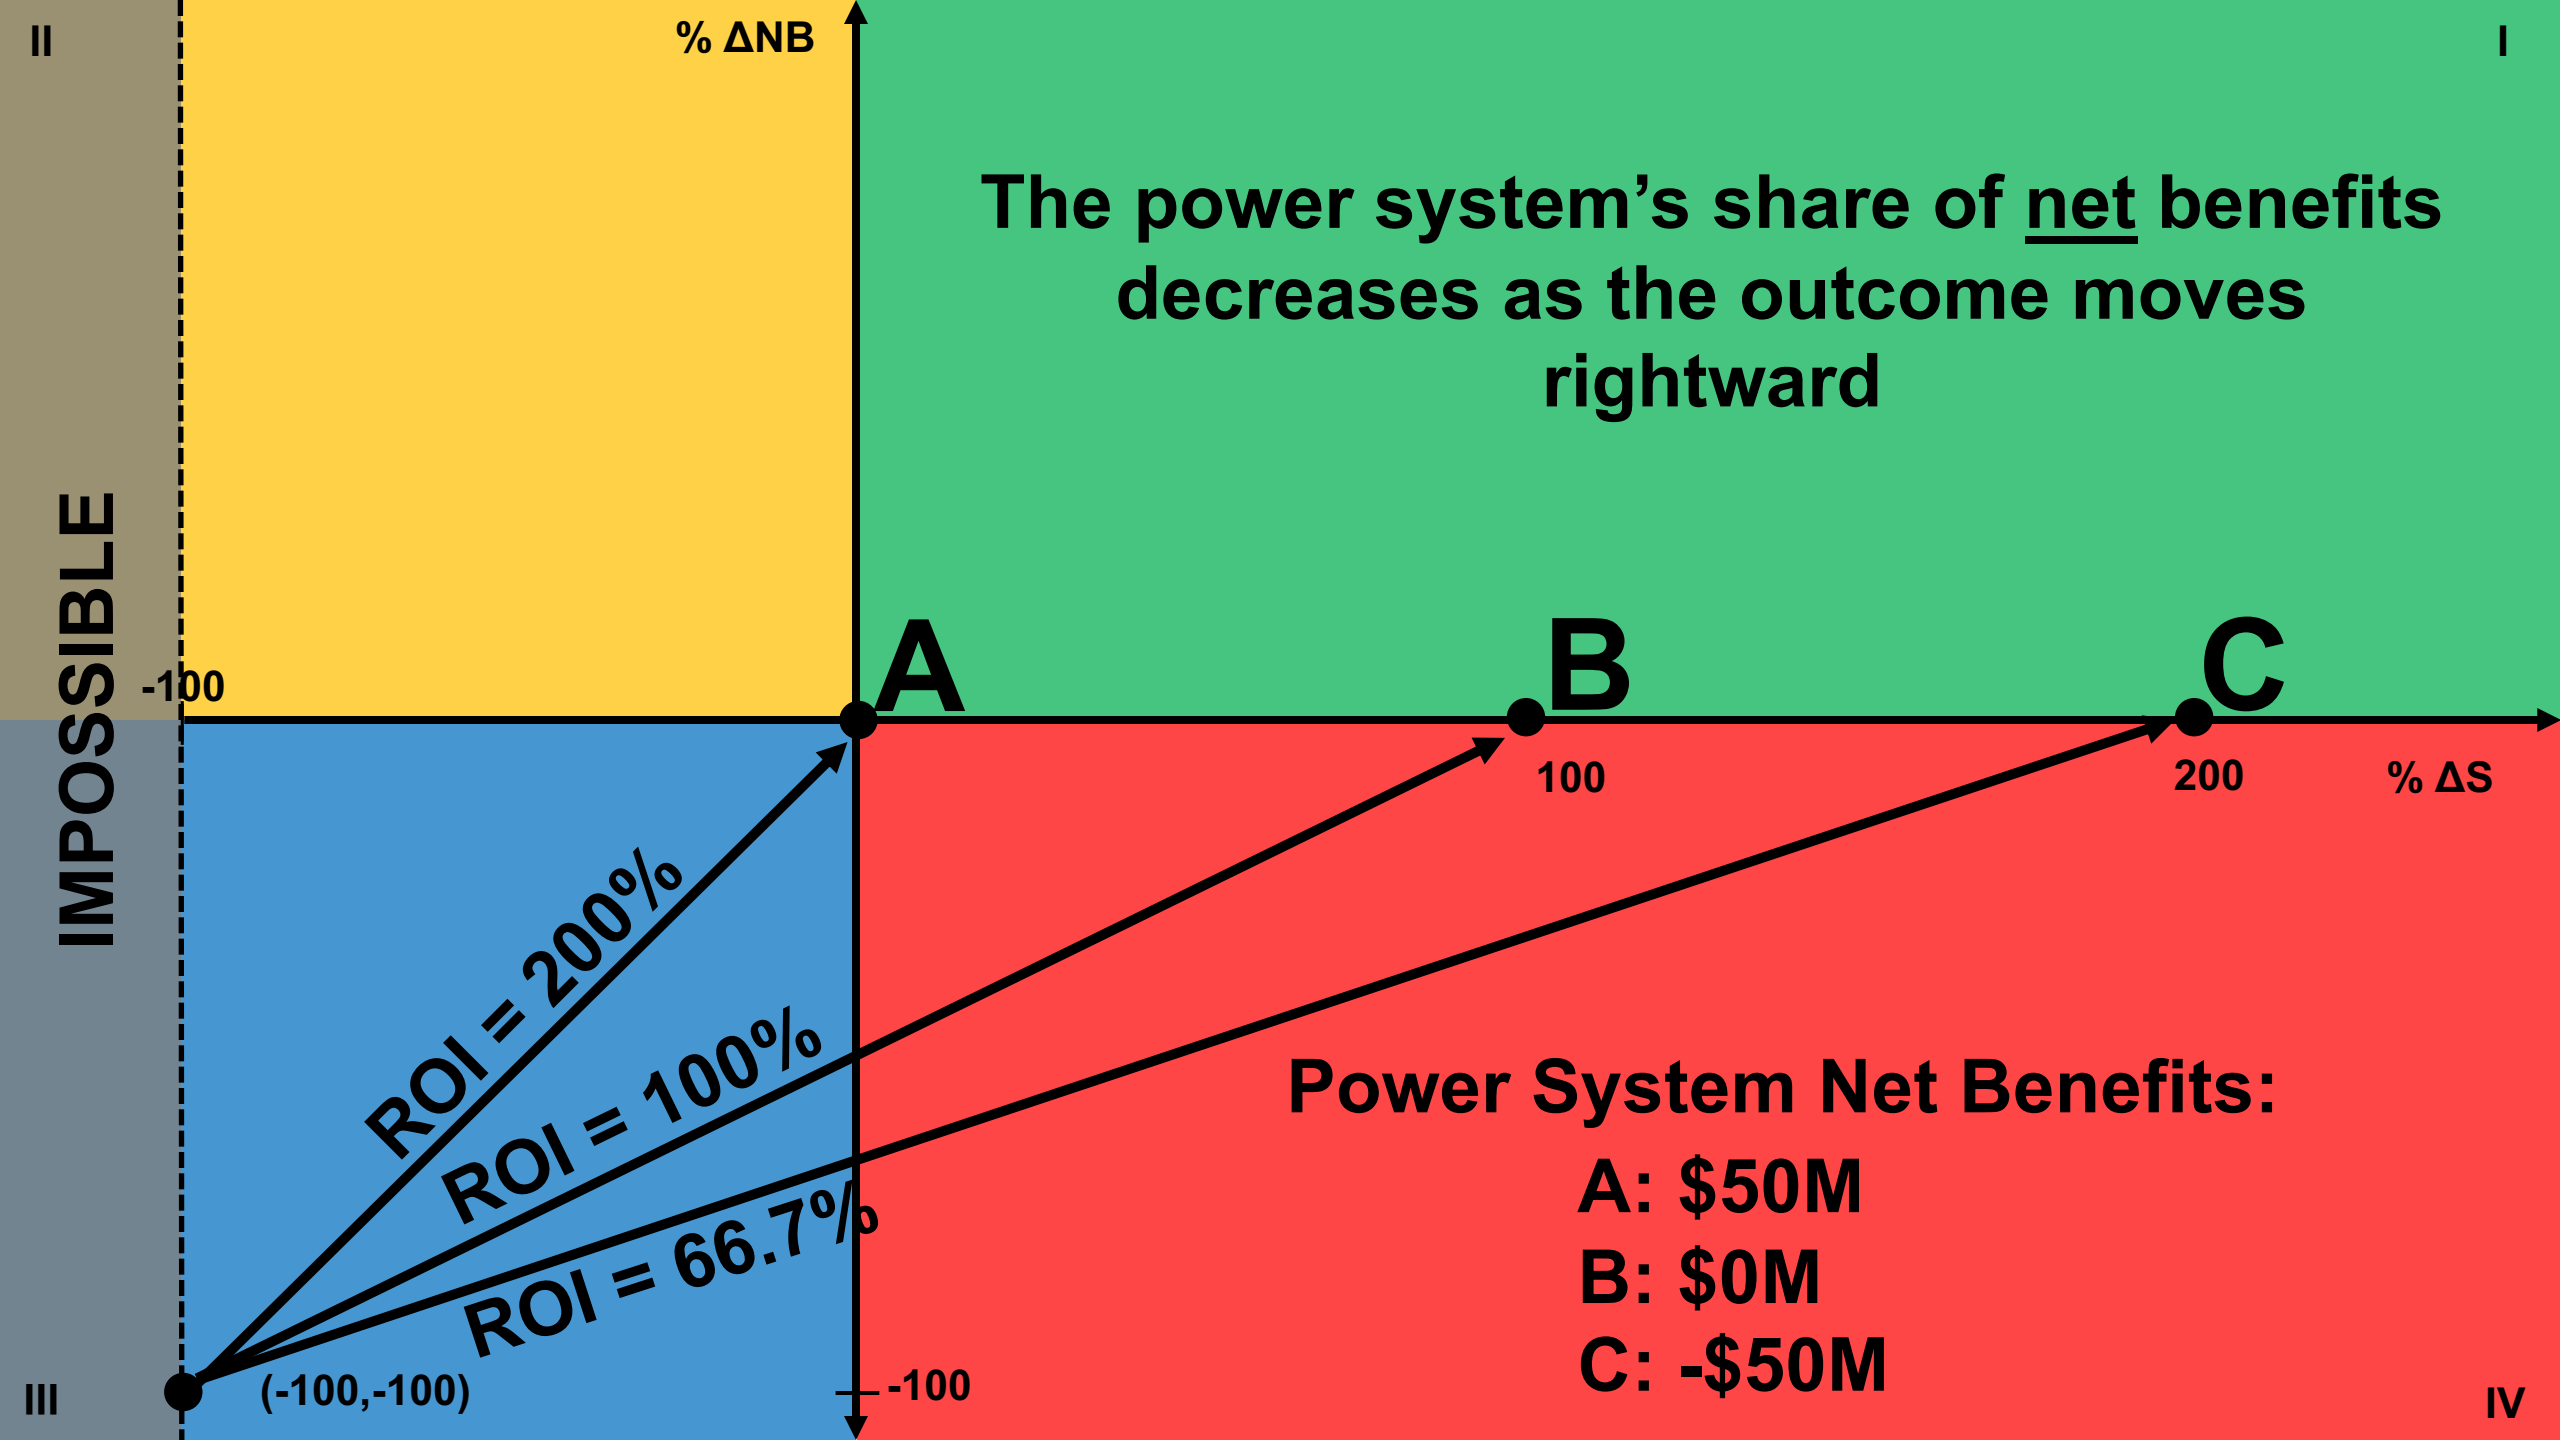 II
% ΔNB
I
The power system’s share of net benefits
decreases as the outcome moves
rightward
IMPOSSIBLE
-100
A
B
C
100
200
% ΔS
ROI = 200%
ROI = 100%
ROI = 66.7%
Power System Net Benefits:
A: $50M
B: $0M
C: -$50M
III
(-100,-100)
-100
IV